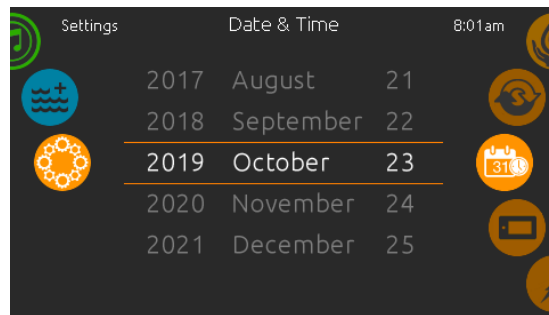 Settings Date & Time 8:01am
2017 August 21
2018 September 22
2019 October 23
31
2020 November 24
2021 December 25